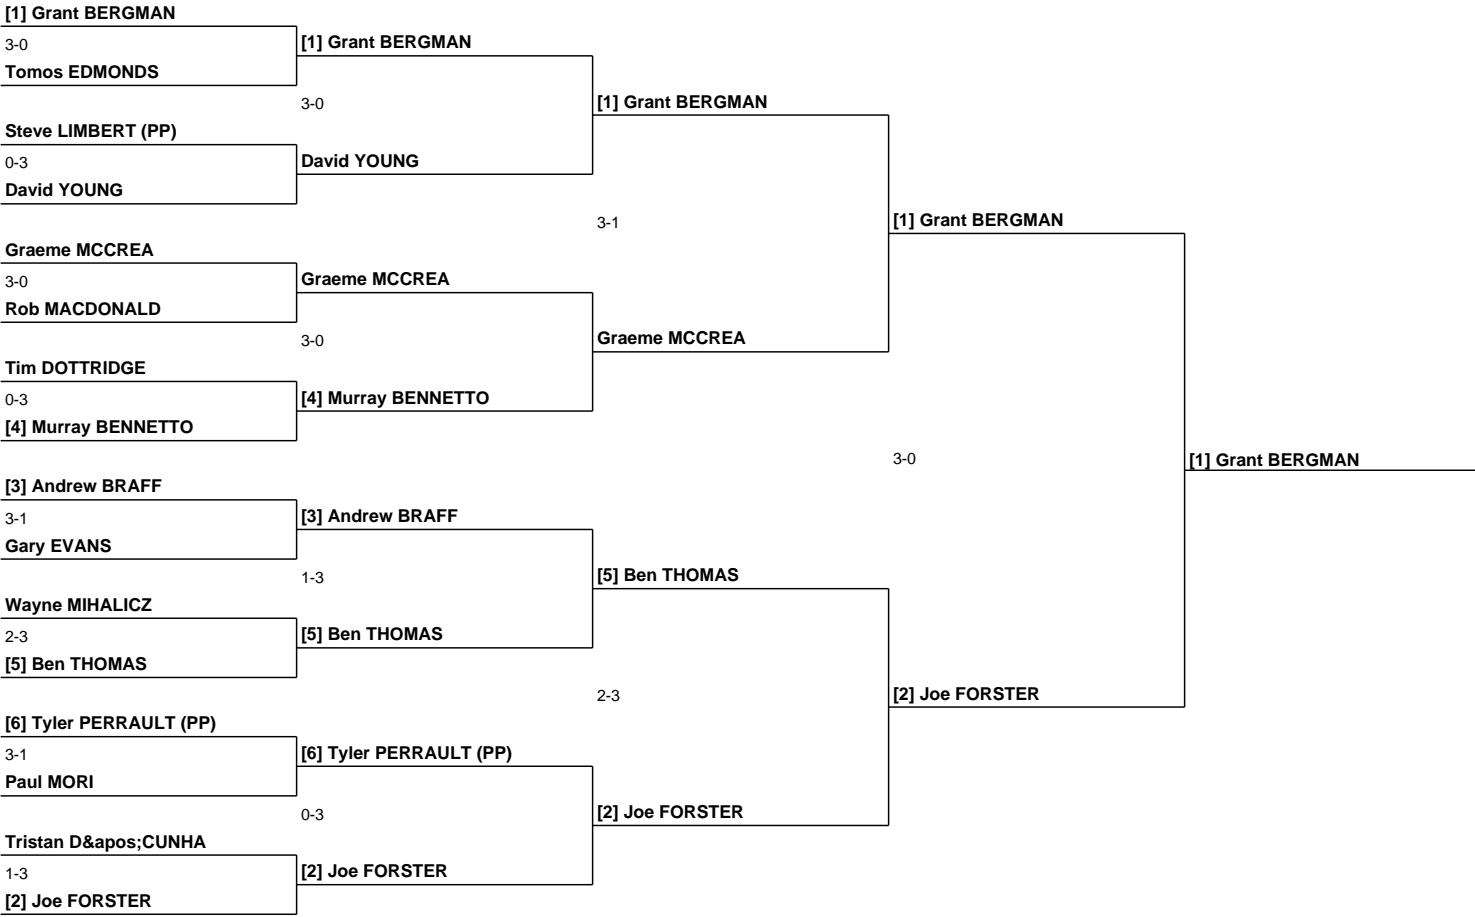 [1] Grant BERGMAN
3-0
Tomos EDMONDS
Steve LIMBERT (PP)
0-3
David YOUNG
Graeme MCCREA
3-0
Rob MACDONALD
Tim DOTTRIDGE
0-3
[4] Murray BENNETTO
[3] Andrew BRAFF
3-1
Gary EVANS
Wayne MIHALICZ
2-3
[5] Ben THOMAS
[6] Tyler PERRAULT (PP)
3-1
Paul MORI
Tristan D&apos;CUNHA
1-3
[2] Joe FORSTER
[1] Grant BERGMAN
3-0
David YOUNG
Graeme MCCREA
3-0
[4] Murray BENNETTO
[3] Andrew BRAFF
1-3
[5] Ben THOMAS
[6] Tyler PERRAULT (PP)
0-3
[2] Joe FORSTER
[1] Grant BERGMAN
3-1
Graeme MCCREA
[5] Ben THOMAS
2-3
[2] Joe FORSTER
[1] Grant BERGMAN
3-0
[2] Joe FORSTER
[1] Grant BERGMAN